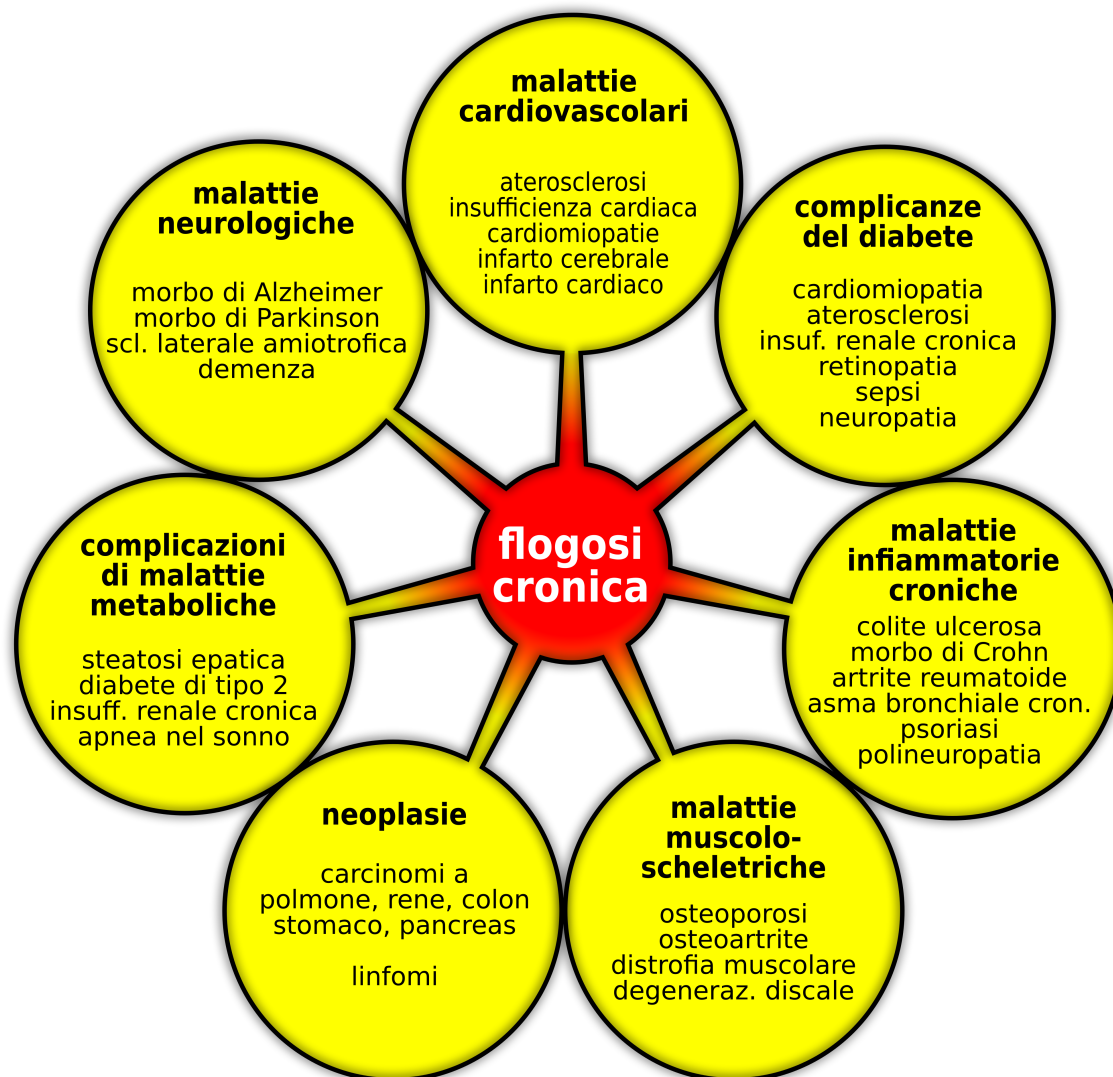 malattie
cardiovascolari
aterosclerosi
insufficienza cardiaca
cardiomiopatie
infarto cerebrale
infarto cardiaco
malattie
neurologiche
morbo di Alzheimer
morbo di Parkinson
scl. laterale amiotrofica
demenza
complicanze
del diabete
cardiomiopatia
aterosclerosi
insuf. renale cronica
retinopatia
sepsi
neuropatia
flogosi
cronica
complicazioni
di malattie
metaboliche
steatosi epatica
diabete di tipo 2
insuff. renale cronica
apnea nel sonno
malattie
infiammatorie
croniche
colite ulcerosa
morbo di Crohn
artrite reumatoide
asma bronchiale cron.
psoriasi
polineuropatia
neoplasie
carcinomi a
polmone, rene, colon
stomaco, pancreas
linfomi
malattie
muscolo-
scheletriche
osteoporosi
osteoartrite
distrofia muscolare
degeneraz. discale